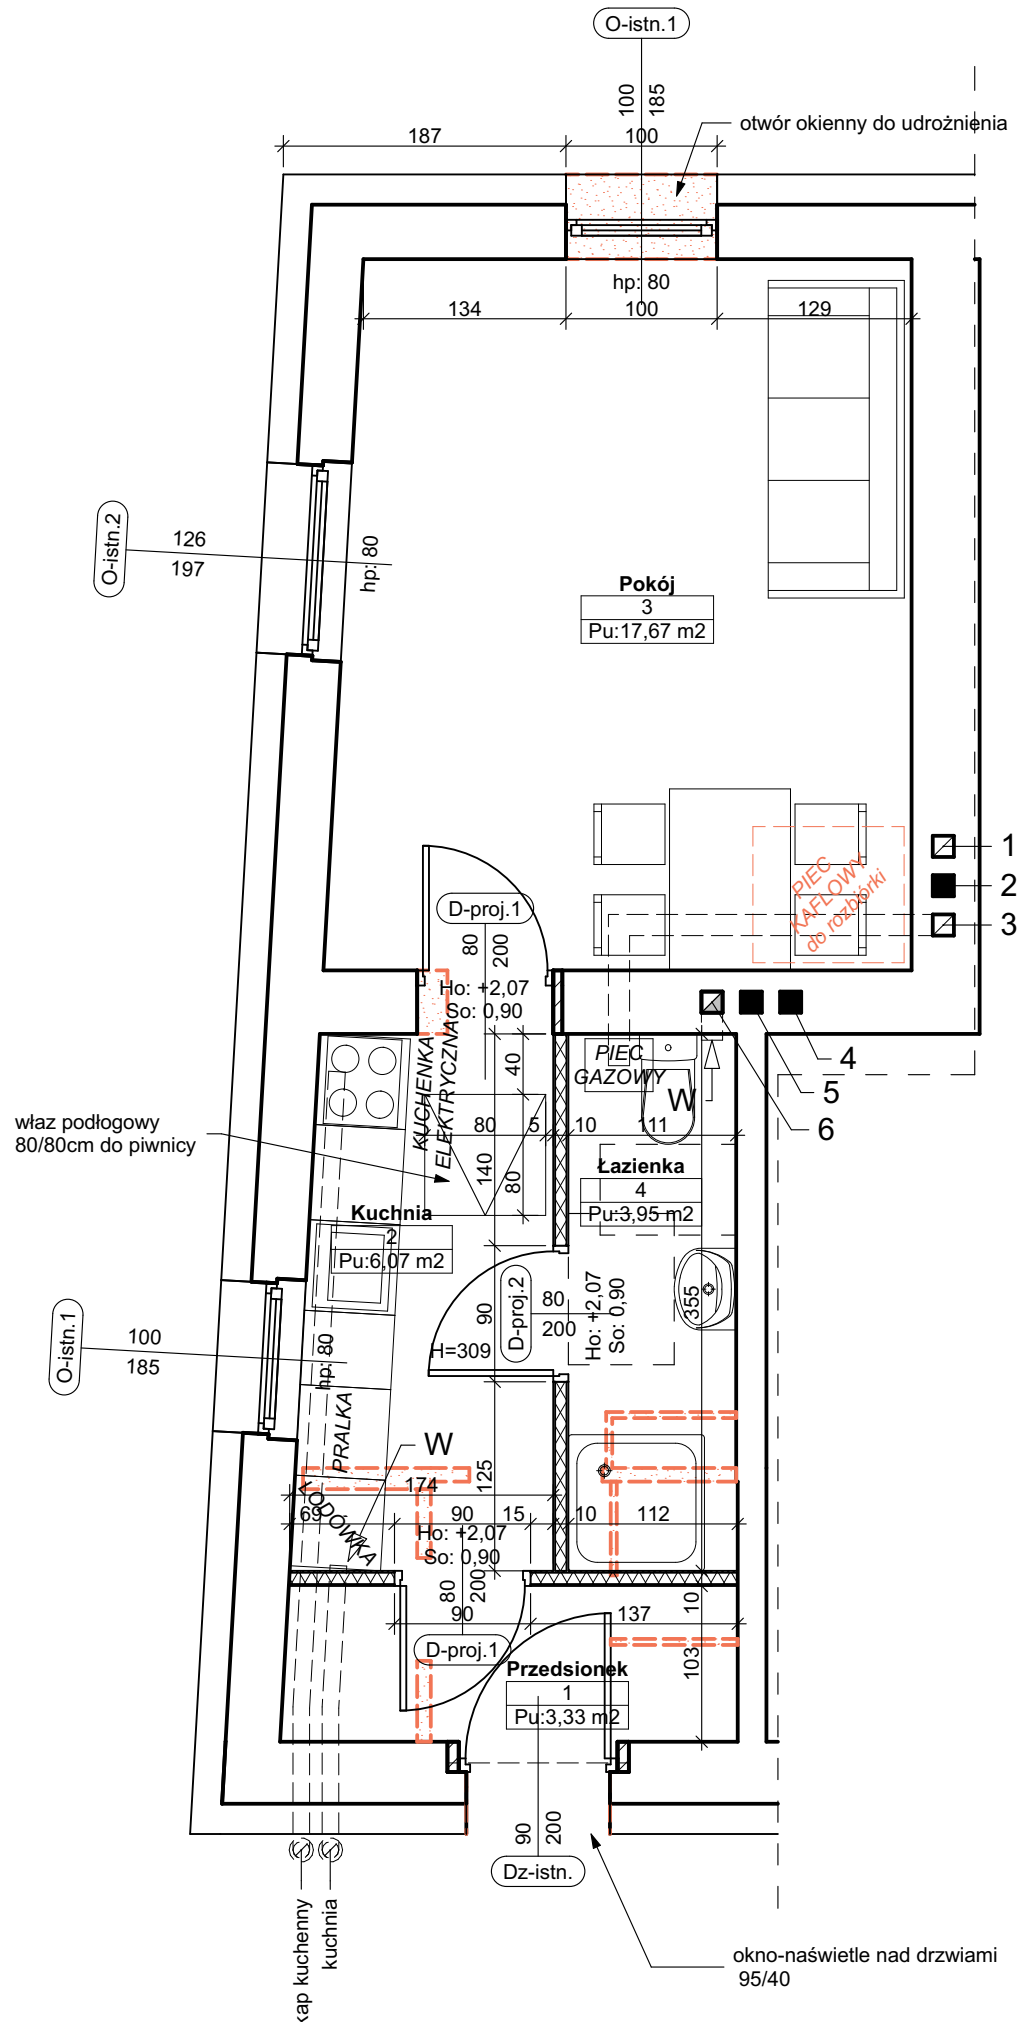 O-istn.1
100
185
otwór okienny do udrożnienia
187
100
hp: 80
134
100
129
O-istn.2
126
197
hp: 80
Pokój
3
Pu:17,67 m2
PIEC
KAFLOWY
do rozbiórki
1
2
3
D-proj.1
80
200
Ho: +2,07
So: 0,90
4
5
6
KUCHENKA
ELEKTRYCZNA
40
PIEC
GAZOWY
W
właz podłogowy
80/80cm do piwnicy
80
5
10
111
140
80
Łazienka
4
Pu:3,95 m2
Kuchnia
2
Pu:6,07 m2
D-proj.2
80
200
Ho: +2,07
So: 0,90
355
90
H=309
O-istn.1
100
185
hp: 80
PRALKA
W
LODÓWKA
174
125
69
90
15
10
112
Ho: +2,07
So: 0,90
80
200
90
137
10
103
D-proj.1
Przedsionek
1
Pu:3,33 m2
90
200
Dz-istn.
kap kuchenny
kuchnia
okno-naświetle nad drzwiami
95/40